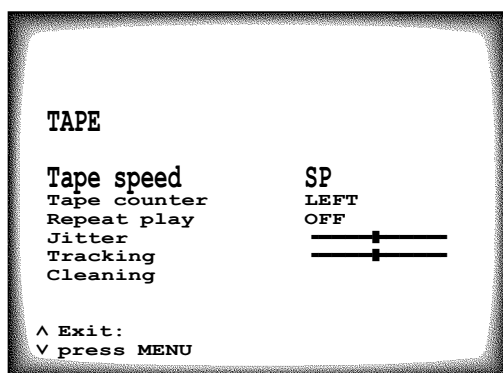 TAPE
Tape speed SP
Tape counter LEFT
Repeat play OFF
Jitter
Tracking
Cleaning
^ Exit:
v press MENU